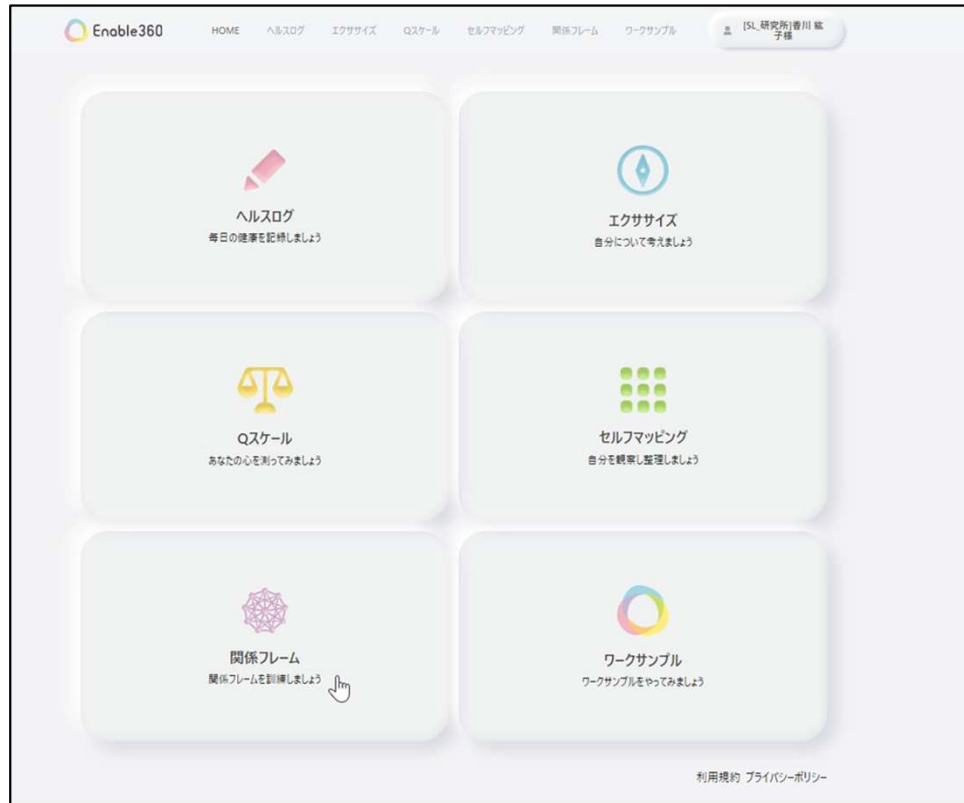 Enable360
HOME ヘルスログ エクササイズ Qスケール セルフマッピング 関係フレーム ワークサンプル
[SL_研究所]香川 紘
子様
ヘルスログ
毎日の健康を記録しましょう
エクササイズ
自分について考えましょう
Qスケール
あなたの心を測ってみましょう
セルフマッピング
自分を観察し整理しましょう
関係フレーム
関係フレームを訓練しましょう
ワークサンプル
ワークサンプルをやってみましょう
利用規約 プライバシーポリシー